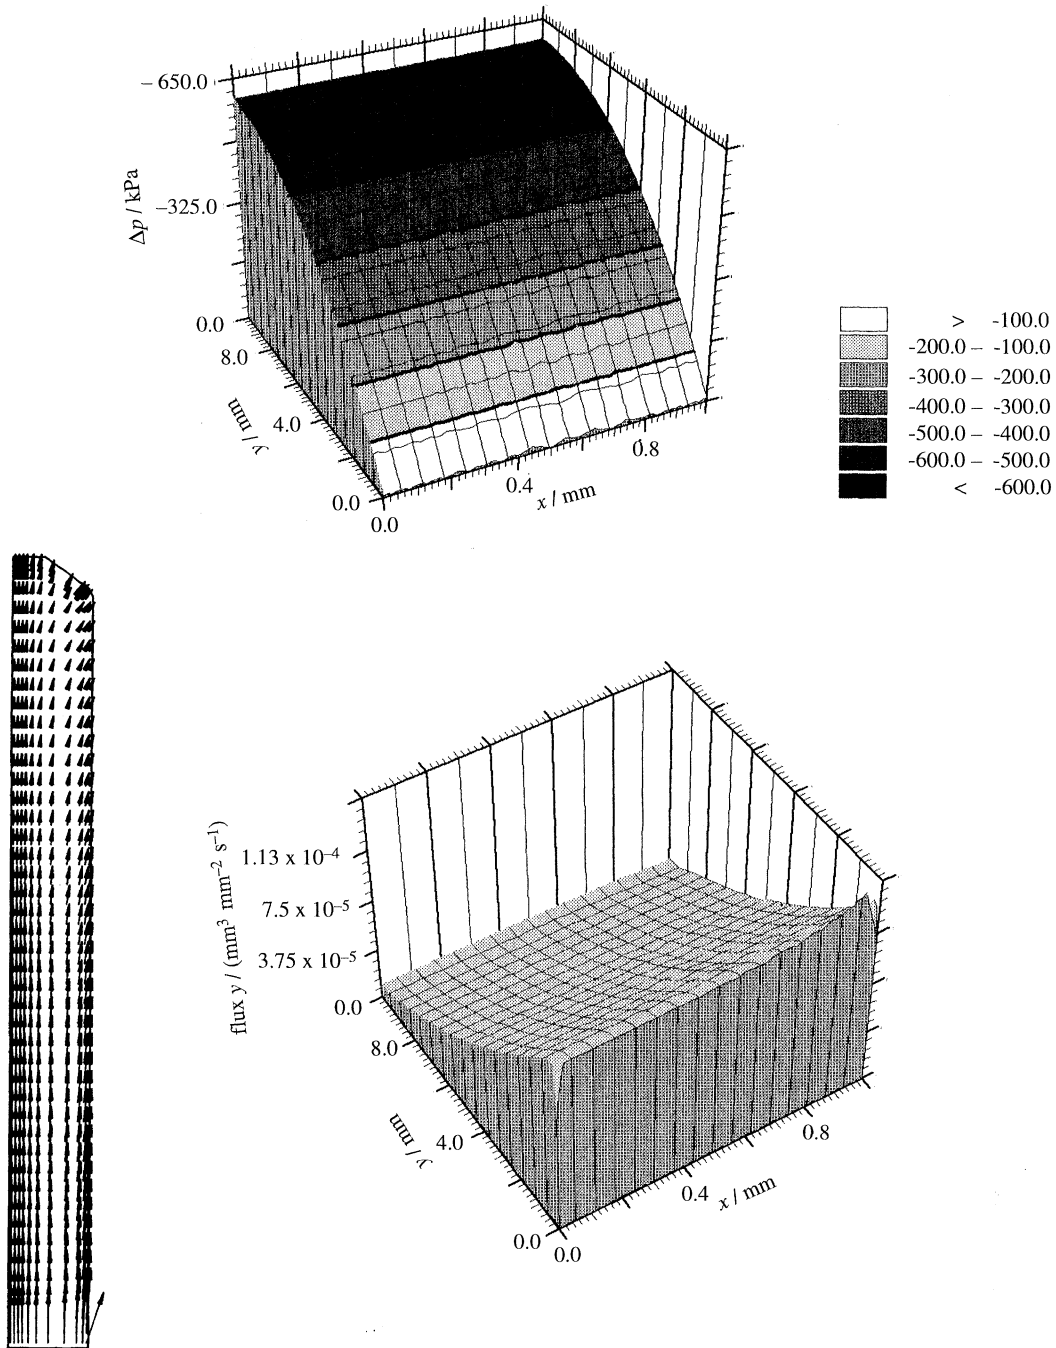 – 650.0
–325.0
0.0
Δp / kPa
8.0
4.0
0.0
y / mm
0.0
0.4
0.8
x / mm
> -100.0
-200.0 – -100.0
-300.0 – -200.0
-400.0 – -300.0
-500.0 – -400.0
-600.0 – -500.0
< -600.0
1.13 x 10⁻⁴
7.5 x 10⁻⁵
3.75 x 10⁻⁵
0.0
flux y / (mm³ mm⁻² s⁻¹)
8.0
4.0
0.0
y / mm
0.0
0.4
0.8
x / mm